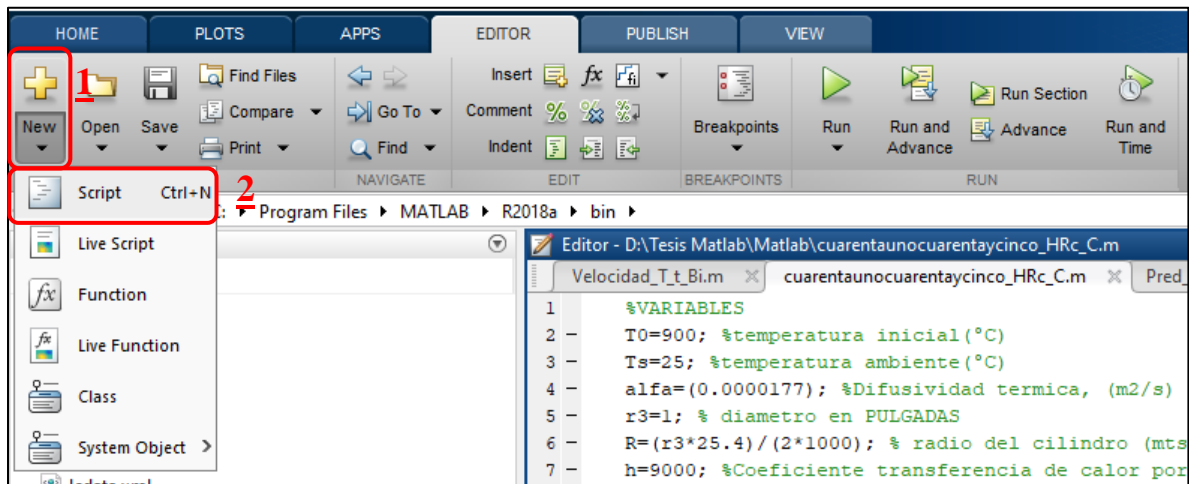 HOME PLOTS APPS EDITOR PUBLISH VIEW
New
Open
Save
Find Files
Compare
Print
Go To
Find
NAVIGATE
Insert
Comment
Indent
EDIT
Breakpoints
BREAKPOINTS
Run
Run and
Advance
Run Section
Advance
Run and
Time
RUN
1
2
Script Ctrl+N
Live Script
Function
Live Function
Class
System Object
: Program Files MATLAB R2018a bin
Editor - D:\Tesis Matlab\Matlab\cuarentaunocuarentaycinco_HRc_C.m
Velocidad_T_t_Bi.m cuarentaunocuarentaycinco_HRc_C.m Pred_
1 %VARIABLES
2 - T0=900; %temperatura inicial(°C)
3 - Ts=25; %temperatura ambiente(°C)
4 - alfa=(0.0000177); %Difusividad termica, (m2/s)
5 - r3=1; % diametro en PULGADAS
6 - R=(r3*25.4)/(2*1000); % radio del cilindro (mts
7 - h=9000; %Coeficiente transferencia de calor por